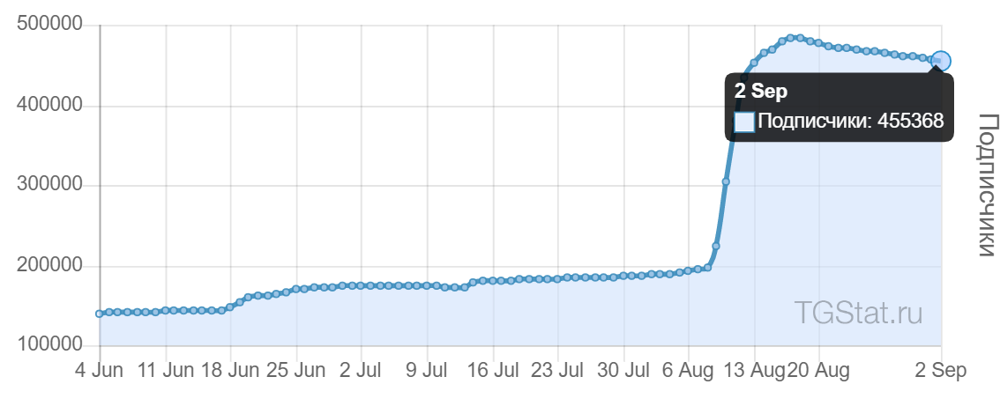 500000
400000
300000
200000
100000
2 Sep
Подписчики: 455368
Подписчики
TGStat.ru
4 Jun 11 Jun 18 Jun 25 Jun 2 Jul 9 Jul 16 Jul 23 Jul 30 Jul 6 Aug 13 Aug 20 Aug 2 Sep